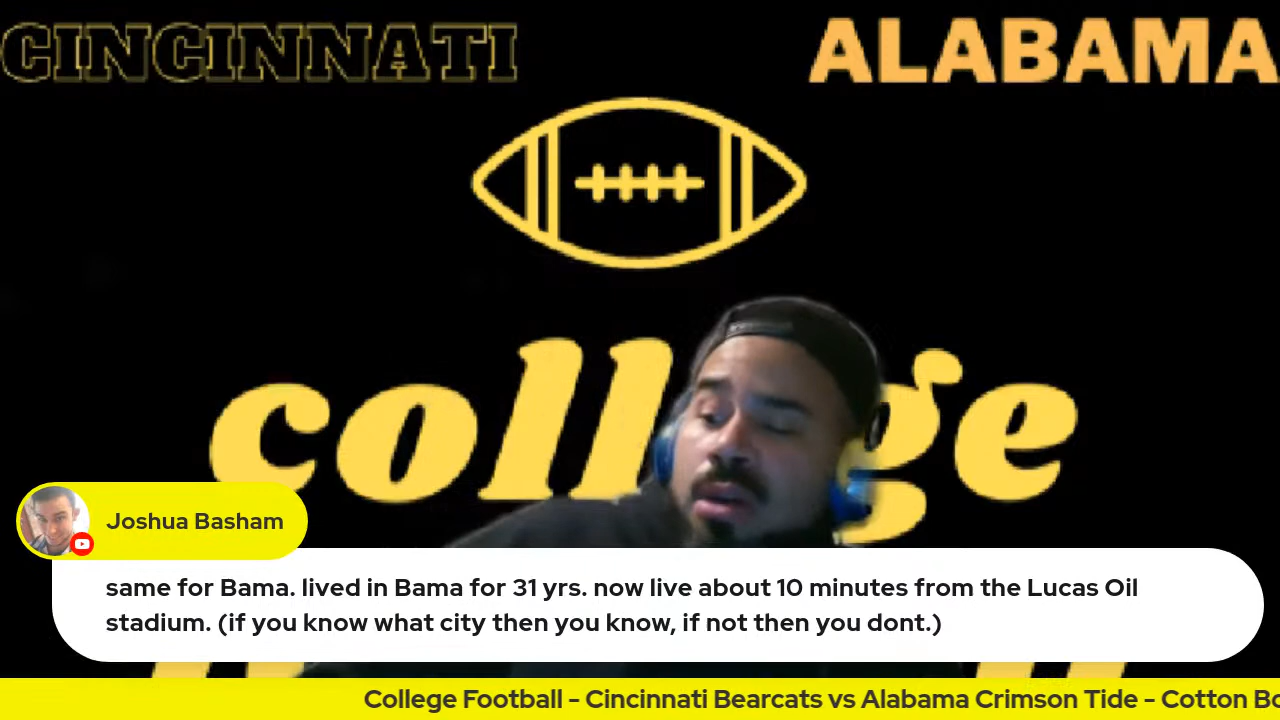 CINCINNATI
ALABAMA
Joshua Basham
same for Bama. lived in Bama for 31 yrs. now live about 10 minutes from the Lucas Oil
stadium. (if you know what city then you know, if not then you dont.)
College Football - Cincinnati Bearcats vs Alabama Crimson Tide - Cotton